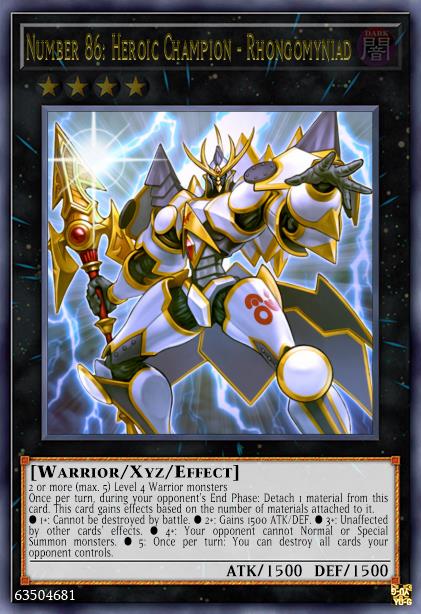 Number 86: Heroic Champion - Rhongomyniad
DARK
闇
[Warrior/Xyz/Effect]
2 or more (max. 5) Level 4 Warrior monsters
Once per turn, during your opponent's End Phase: Detach 1 material from this
card. This card gains effects based on the number of materials attached to it.
● 1+: Cannot be destroyed by battle. ● 2+: Gains 1500 ATK/DEF. ● 3+: Unaffected
by other cards' effects. ● 4+: Your opponent cannot Normal or Special
Summon monsters. ● 5: Once per turn: You can destroy all cards your
opponent controls.
ATK/1500 DEF/1500
63504681